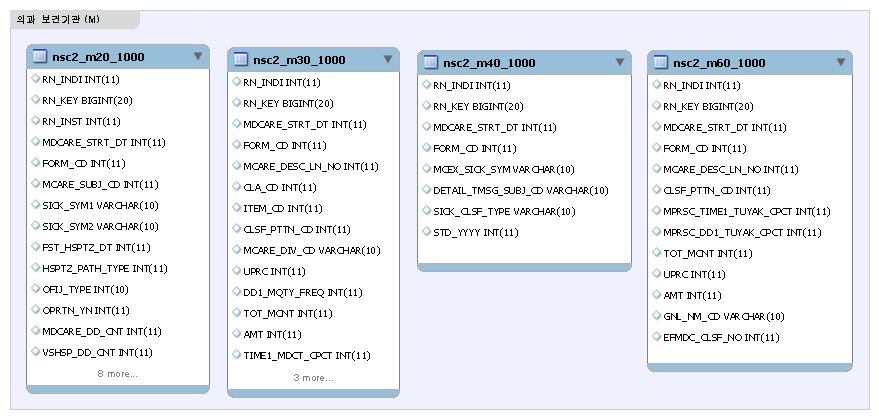 의과 보건기관 (M)
nsc2_m20_1000
RN_INDI INT(11)
RN_KEY BIGINT(20)
RN_INST INT(11)
MDCARE_STRT_DT INT(11)
FORM_CD INT(11)
MCARE_SUBJ_CD INT(11)
SICK_SYM1 VARCHAR(10)
SICK_SYM2 VARCHAR(10)
FST_HSPTZ_DT INT(11)
HSPTZ_PATH_TYPE INT(11)
OFIJ_TYPE INT(10)
OPRTN_YN INT(11)
MDCARE_DD_CNT INT(11)
VSHSP_DD_CNT INT(11)
8 more...
nsc2_m30_1000
RN_INDI INT(11)
RN_KEY BIGINT(20)
MDCARE_STRT_DT INT(11)
FORM_CD INT(11)
MCARE_DESC_LN_NO INT(11)
CLA_CD INT(11)
ITEM_CD INT(11)
CLSF_PTTN_CD INT(11)
MCARE_DIV_CD VARCHAR(10)
UPRC INT(11)
DD1_MQTY_FREQ INT(11)
TOT_MCNT INT(11)
AMT INT(11)
TIME1_MDCT_CPCT INT(11)
3 more...
nsc2_m40_1000
RN_INDI INT(11)
RN_KEY BIGINT(20)
MDCARE_STRT_DT INT(11)
FORM_CD INT(11)
MCEX_SICK_SYM VARCHAR(10)
DETAIL_TMSG_SUBJ_CD VARCHAR(10)
SICK_CLSF_TYPE VARCHAR(10)
STD_YYYY INT(11)
nsc2_m60_1000
RN_INDI INT(11)
RN_KEY BIGINT(20)
MDCARE_STRT_DT INT(11)
FORM_CD INT(11)
MCARE_DESC_LN_NO INT(11)
CLSF_PTTN_CD INT(11)
MPRSC_TIME1_TUYAK_CPCT INT(11)
MPRSC_DD1_TUYAK_CPCT INT(11)
TOT_MCNT INT(11)
UPRC INT(11)
AMT INT(11)
GNL_NM_CD VARCHAR(10)
EFMDC_CLSF_NO INT(11)